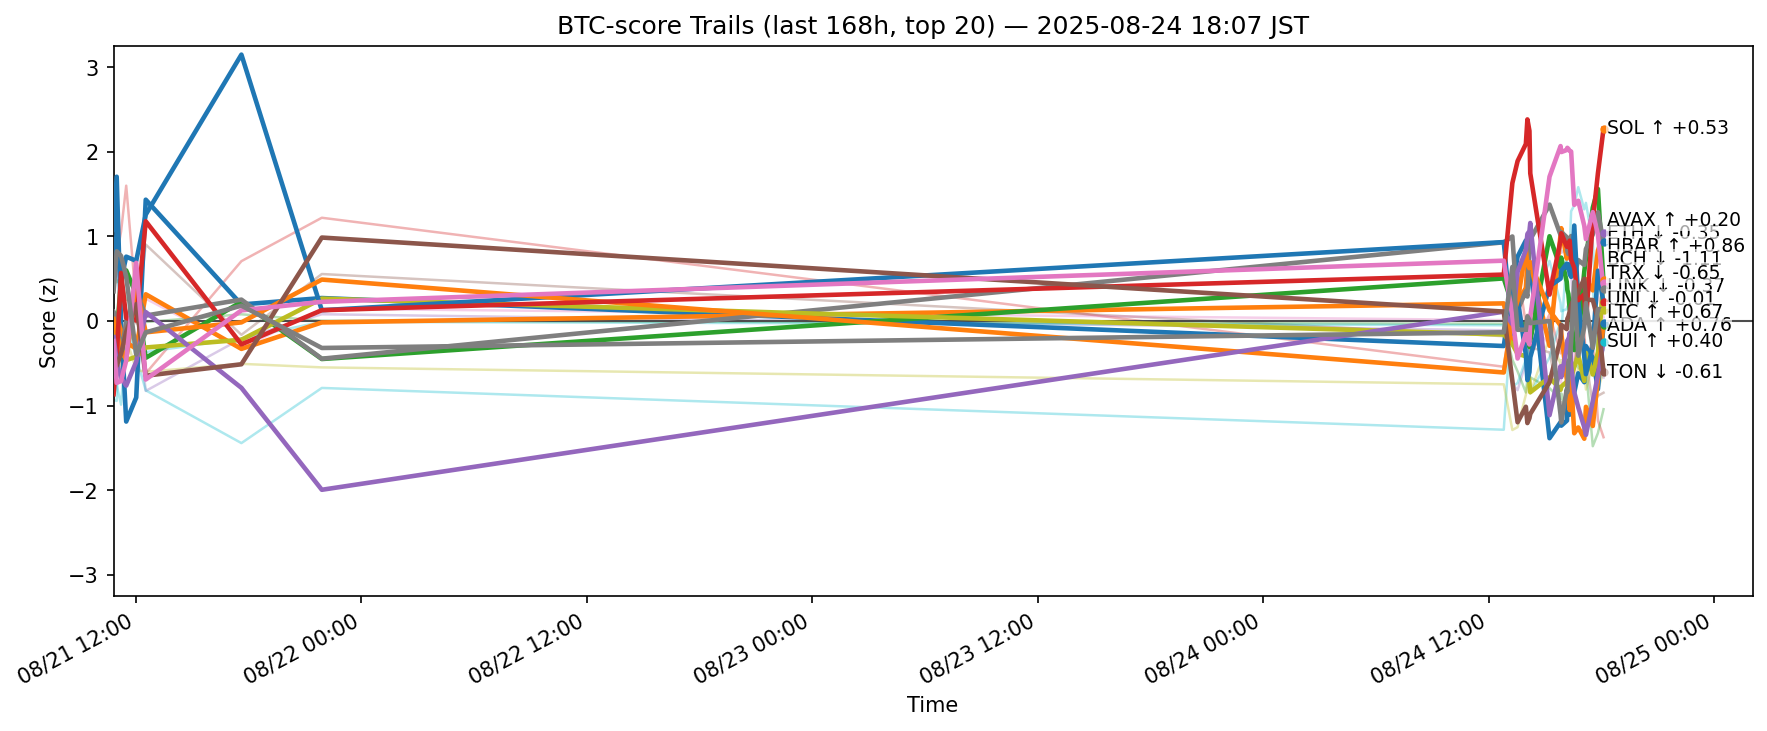 BTC-score Trails (last 168h, top 20) — 2025-08-24 18:07 JST
Score (z)
3
2
1
0
−1
−2
−3
SOL ↑ +0.53
AVAX ↑ +0.20
ETH ↓ -0.35
HBAR ↑ +0.86
BCH ↓ -1.11
TRX ↓ -0.65
LINK ↓ -0.37
UNI ↓ -0.01
LTC ↑ +0.67
ADA ↑ +0.76
SUI ↑ +0.40
TON ↓ -0.61
08/21 12:00
08/22 00:00
08/22 12:00
08/23 00:00
08/23 12:00
08/24 00:00
08/24 12:00
08/25 00:00
Time